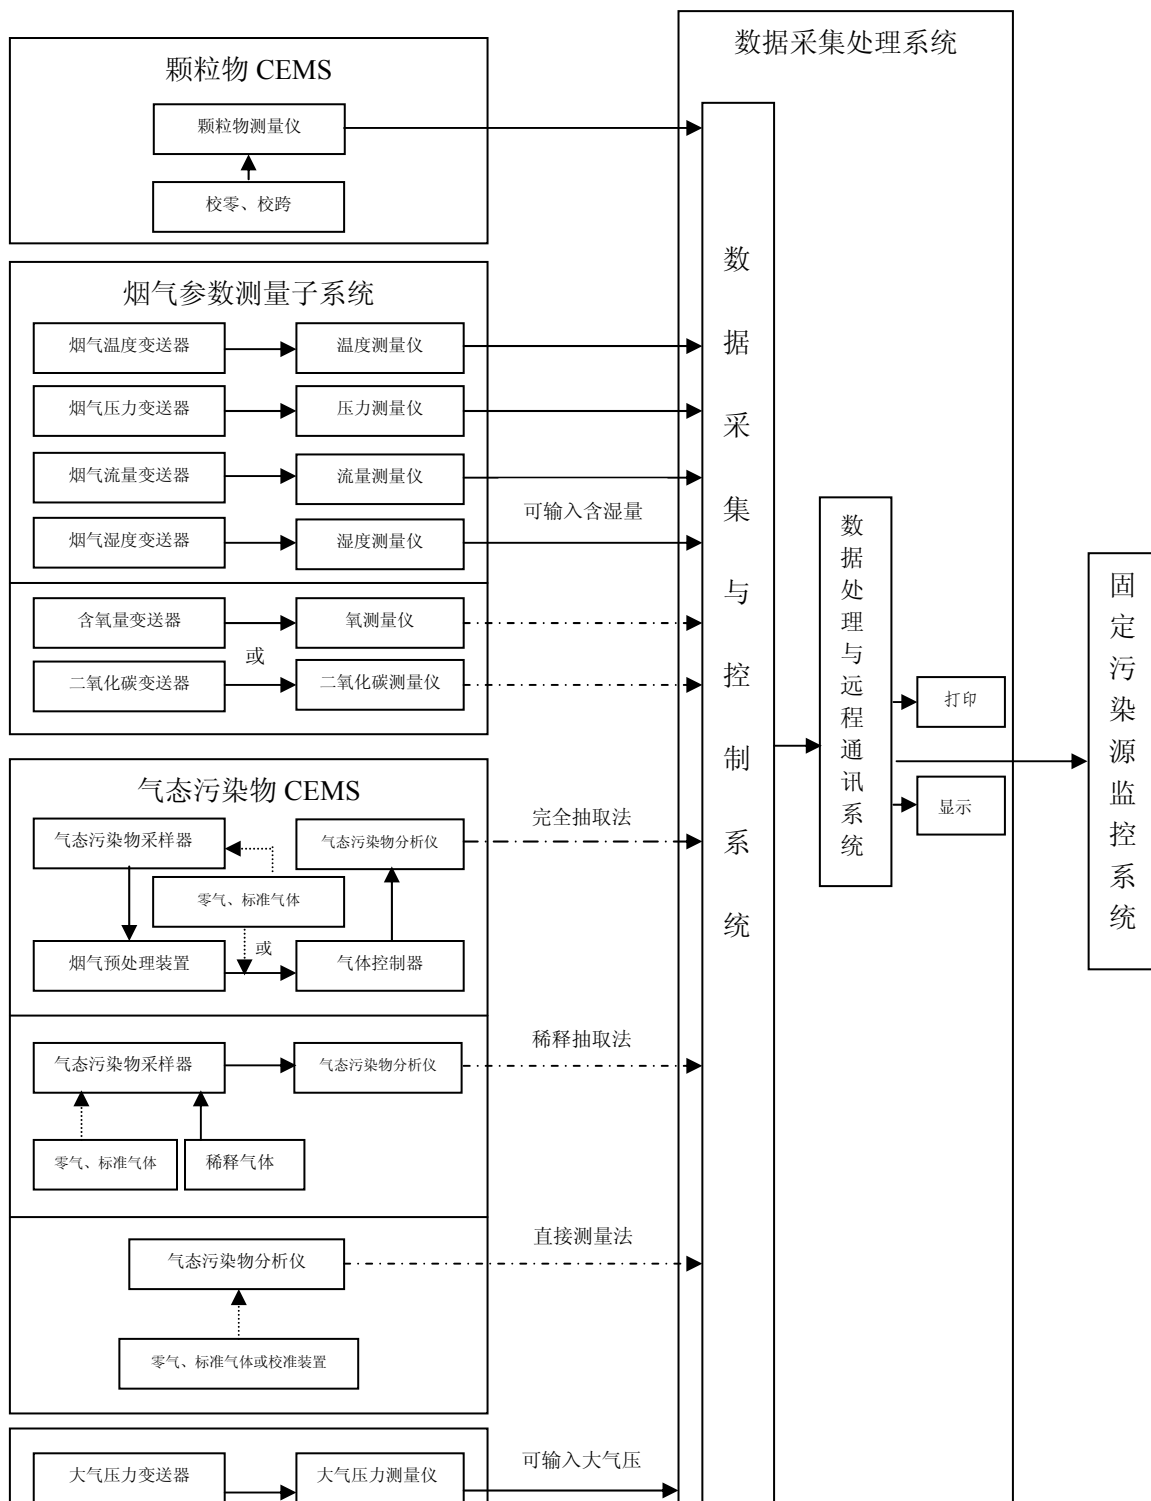 数据采集处理系统
颗粒物 CEMS
颗粒物测量仪
校零、校跨
烟气参数测量子系统
烟气温度变送器
温度测量仪
烟气压力变送器
压力测量仪
烟气流量变送器
流量测量仪
可输入含湿量
烟气湿度变送器
湿度测量仪
含氧量变送器
氧测量仪
或
二氧化碳变送器
二氧化碳测量仪
气态污染物 CEMS
完全抽取法
气态污染物采样器
气态污染物分析仪
零气、标准气体
或
烟气预处理装置
气体控制器
稀释抽取法
气态污染物采样器
气态污染物分析仪
零气、标准气体
稀释气体
直接测量法
气态污染物分析仪
零气、标准气体或校准装置
可输入大气压
大气压力变送器
大气压力测量仪
数据采集与控制系统
数据处理与远程通讯系统
打印
显示
固定污染源监控系统